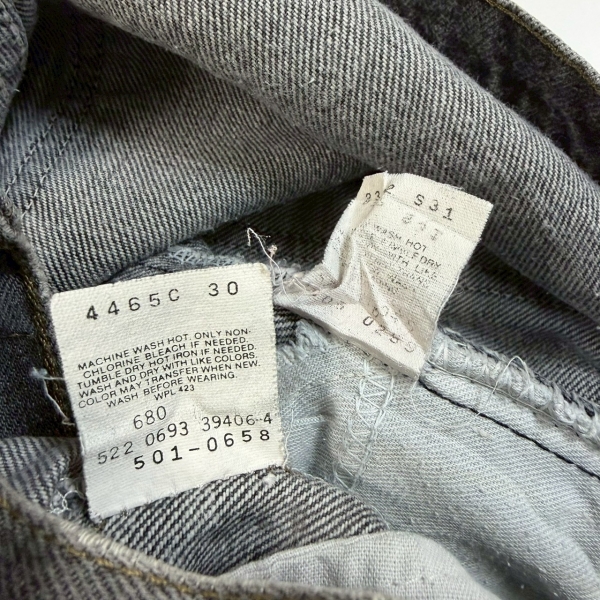 4465C 30
MACHINE WASH HOT. ONLY NON-
CHLORINE BLEACH IF NEEDED.
TUMBLE DRY HOT IRON IF NEEDED.
WASH AND DRY WITH LIKE COLORS.
COLOR MAY TRANSFER WHEN NEW.
WASH BEFORE WEARING.
WPL 423
680
522 0693 39406-4
501-0658
S31
WASH HOT
WITH LIKE